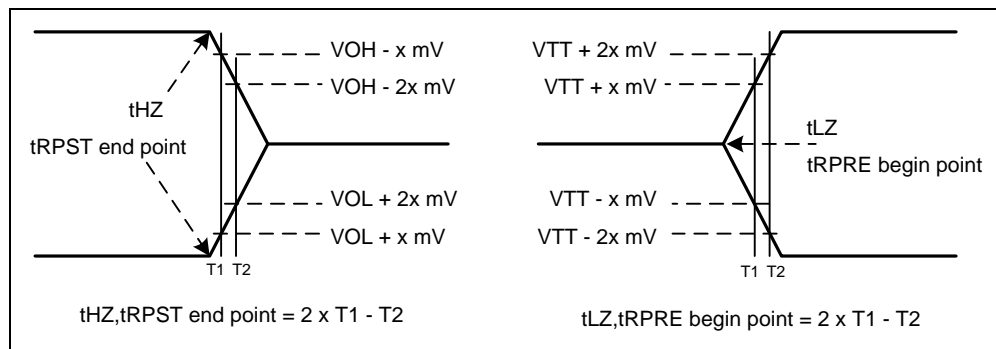 VOH - x mV
VOH - 2x mV
tHZ
tRPST end point
VOL + 2x mV
VOL + x mV
T1 T2
tHZ,tRPST end point = 2 x T1 - T2
VTT + 2x mV
VTT + x mV
tLZ
tRPRE begin point
VTT - x mV
VTT - 2x mV
T1 T2
tLZ,tRPRE begin point = 2 x T1 - T2